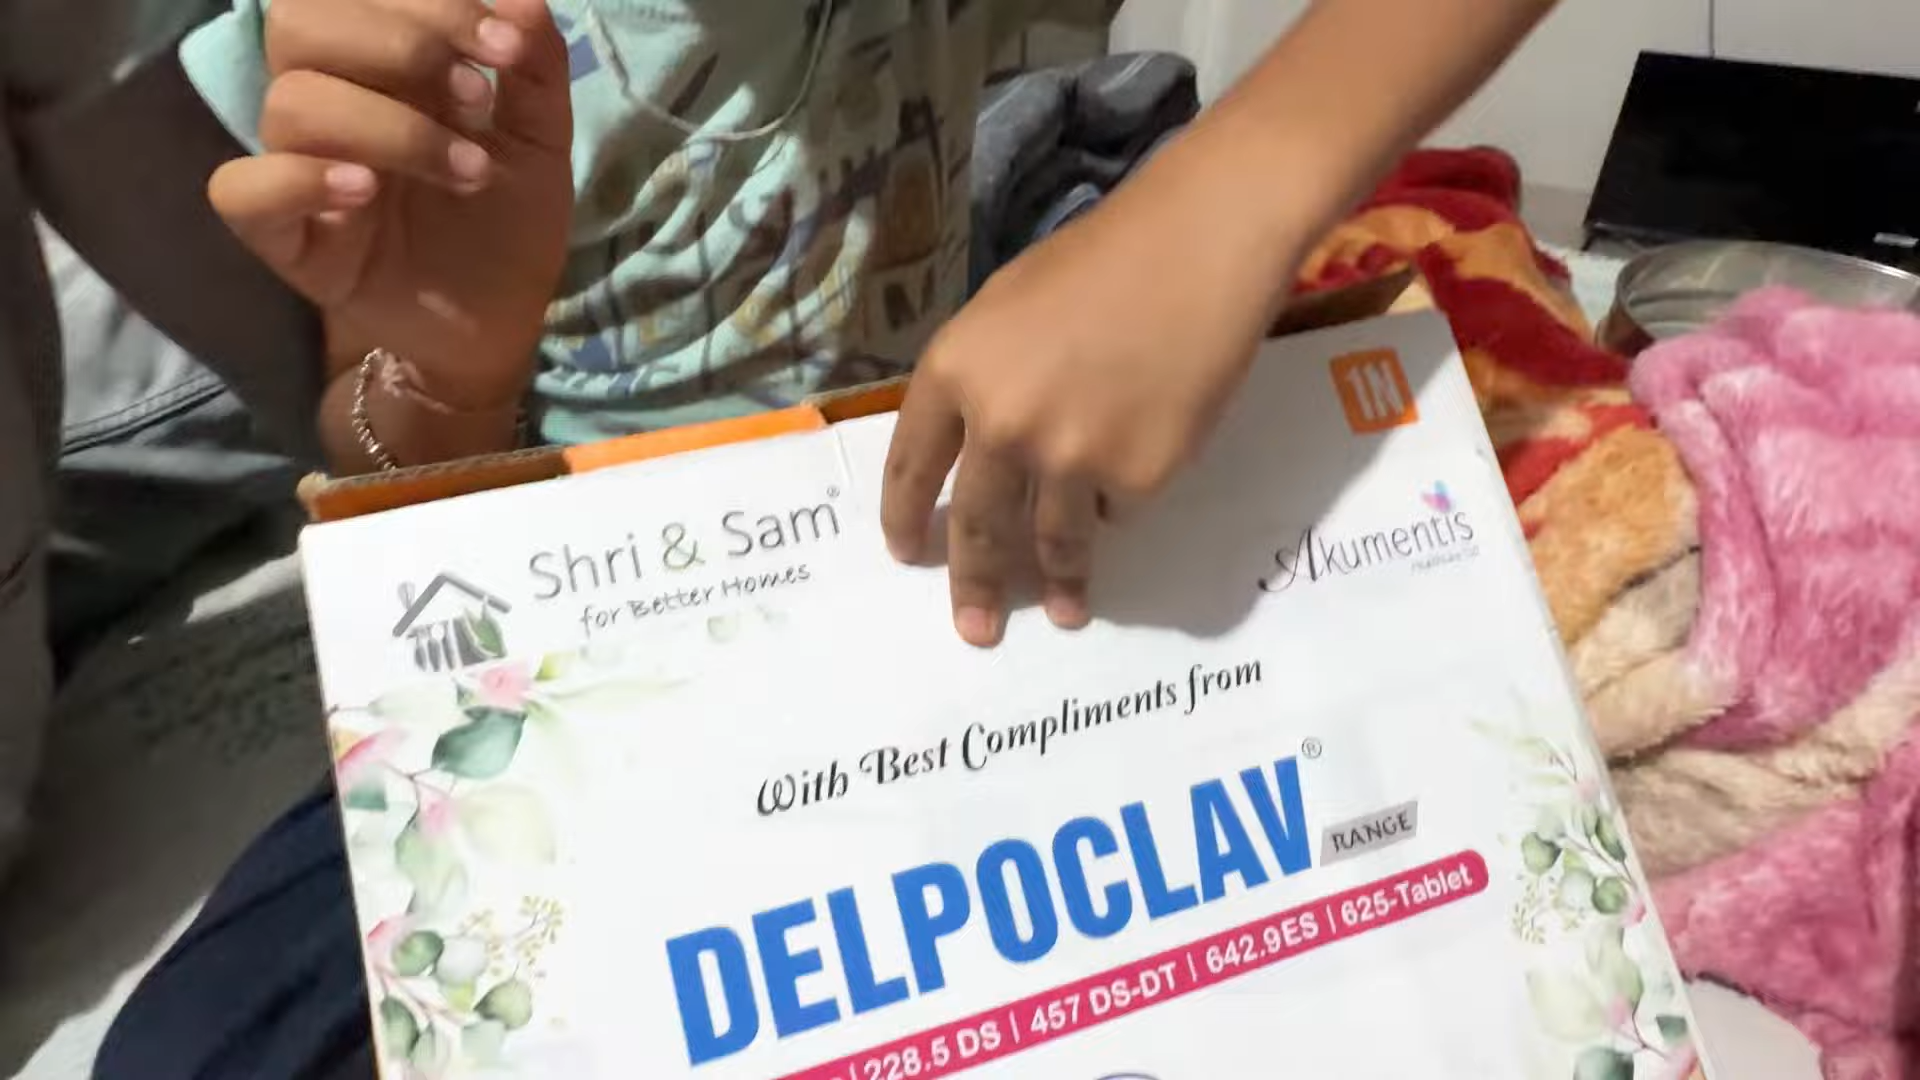 1N
Shri & Sam®
for Better Homes
Akumentis
With Best Compliments from
DELPOCLAV®
RANGE
| 228.5 DS | 457 DS-DT | 642.9ES | 625-Tablet